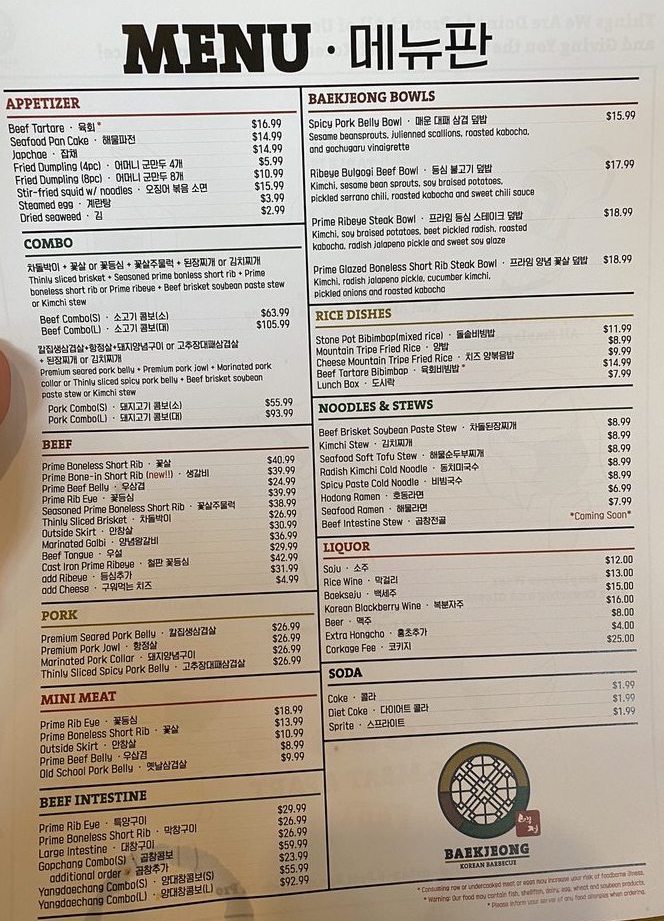 MENU · 메뉴판
APPETIZER
Beef Tartare · 육회* $16.99
Seafood Pan Cake · 해물파전 $14.99
Japchae · 잡채 $14.99
Fried Dumpling (4pc) · 어머니 군만두 4개 $5.99
Fried Dumpling (8pc) · 어머니 군만두 8개 $10.99
Stir-fried squid w/ noodles · 오징어 볶음 소면 $15.99
Steamed egg · 계란탕 $3.99
Dried seaweed · 김 $2.99
COMBO
차돌박이 + 꽃살 or 꽃등심 + 꽃살주물럭 + 된장찌개 or 김치찌개
Thinly sliced brisket + Seasoned prime bonless short rib + Prime
boneless short rib or Prime ribeye + Beef brisket soybean paste stew
or Kimchi stew
Beef Combo(S) · 소고기 콤보(소) $63.99
Beef Combo(L) · 소고기 콤보(대) $105.99
칼집생삼겹살+항정살+돼지양념구이 or 고추장대패삼겹살
+ 된장찌개 or 김치찌개
Premium seared pork belly + Premium pork jowl + Marinated pork
collar or Thinly sliced spicy pork belly + Beef brisket soybean
paste stew or Kimchi stew
Pork Combo(S) · 돼지고기 콤보(소) $55.99
Pork Combo(L) · 돼지고기 콤보(대) $93.99
BEEF
Prime Boneless Short Rib · 꽃살 $40.99
Prime Bone-in Short Rib (new!!) · 생갈비 $39.99
Prime Beef Belly · 우삼겹 $24.99
Prime Rib Eye · 꽃등심 $39.99
Seasoned Prime Boneless Short Rib · 꽃살주물럭 $38.99
Thinly Sliced Brisket · 차돌박이 $26.99
Outside Skirt · 안창살 $30.99
Marinated Galbi · 양념왕갈비 $36.99
Beef Tongue · 우설 $29.99
Cast Iron Prime Ribeye · 철판 꽃등심 $42.99
add Ribeye · 등심추가 $31.99
add Cheese · 구워먹는 치즈 $4.99
PORK
Premium Seared Pork Belly · 칼집생삼겹살 $26.99
Premium Pork Jowl · 항정살 $26.99
Marinated Pork Collar · 돼지양념구이 $26.99
Thinly Sliced Spicy Pork Belly · 고추장대패삼겹살 $26.99
MINI MEAT
Prime Rib Eye · 꽃등심 $18.99
Prime Boneless Short Rib · 꽃살 $13.99
Outside Skirt · 안창살 $10.99
Prime Beef Belly · 우삼겹 $8.99
Old School Pork Belly · 옛날삼겹살 $9.99
BEEF INTESTINE
Prime Rib Eye · 특양구이 $29.99
Prime Boneless Short Rib · 막창구이 $26.99
Large Intestine · 대창구이 $26.99
Gopchang Combo(S) · 곱창콤보 $59.99
additional order · 곱창추가 $23.99
Yangdaechang Combo(S) · 양대창콤보(S) $55.99
Yangdaechang Combo(L) · 양대창콤보(L) $92.99
BAEKJEONG BOWLS
Spicy Pork Belly Bowl · 매운 대패 삼겹 덮밥 $15.99
Sesame beansprouts, julienned scallions, roasted kabocha,
and gochugaru vinaigrette
Ribeye Bulgogi Beef Bowl · 등심 불고기 덮밥 $17.99
Kimchi, sesame bean sprouts, soy braised potatoes,
pickled serrano chili, roasted kabocha and sweet chili sauce
Prime Ribeye Steak Bowl · 프라임 등심 스테이크 덮밥 $18.99
Kimchi, soy braised potatoes, beet pickled radish, roasted
kabocha, radish jalapeno pickle and sweet soy glaze
Prime Glazed Boneless Short Rib Steak Bowl · 프라임 양념 꽃살 덮밥 $18.99
Kimchi, radish jalapeno pickle, cucumber kimchi,
pickled onions and roasted kabocha
RICE DISHES
Stone Pot Bibimbap(mixed rice) · 돌솥비빔밥 $11.99
Mountain Tripe Fried Rice · 양밥 $8.99
Cheese Mountain Tripe Fried Rice · 치즈 양볶음밥 $9.99
Beef Tartare Bibimbap · 육회비빔밥* $14.99
Lunch Box · 도시락 $7.99
NOODLES & STEWS
Beef Brisket Soybean Paste Stew · 차돌된장찌개 $8.99
Kimchi Stew · 김치찌개 $8.99
Seafood Soft Tofu Stew · 해물순두부찌개 $8.99
Radish Kimchi Cold Noodle · 동치미국수 $8.99
Spicy Paste Cold Noodle · 비빔국수 $8.99
Hodong Ramen · 호동라면 $6.99
Seafood Ramen · 해물라면 $7.99
Beef Intestine Stew · 곱창전골 *Coming Soon*
LIQUOR
Soju · 소주 $12.00
Rice Wine · 막걸리 $13.00
Baekseju · 백세주 $15.00
Korean Blackberry Wine · 복분자주 $16.00
Beer · 맥주 $8.00
Extra Hongcho · 홍초추가 $4.00
Corkage Fee · 코키지 $25.00
SODA
Coke · 콜라 $1.99
Diet Coke · 다이어트 콜라 $1.99
Sprite · 스프라이트 $1.99
BAEKJEONG
KOREAN BARBECUE
* Consuming raw or undercooked meat or eggs may increase your risk of foodborne illness.
* Warning: Our food may contain fish, shellfish, dairy, egg, wheat and soybean products.
* Please inform your server of any food allergies when ordering.